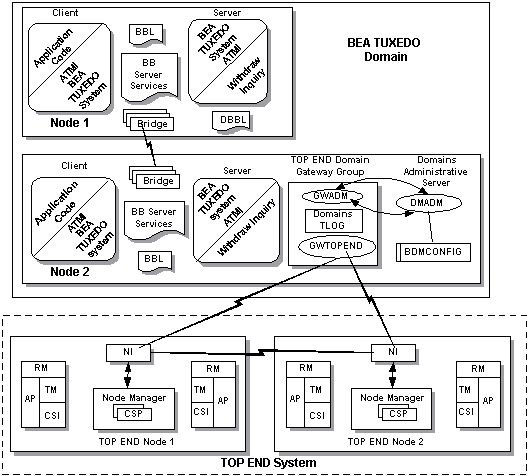 BEA TUXEDO
Domain
Client
Application
Code
ATMI
BEA
TUXEDO
System
BBL
BB
Server
Services
Server
BEA
TUXEDO
System
ATMI
Withdraw
Inquiry
Node 1
Bridge
DBBL
Client
Application
Code
ATMI
BEA
TUXEDO
system
Node 2
Bridge
BB Server
Services
BBL
Server
BEA
TUXEDO
system
ATMI
Withdraw
Inquiry
TOP END Domain
Gateway Group
GWADM
Domains
TLOG
GWTOPEND
Domains
Administrative
Server
DMADM
BDMCONFIG
NI
RM
AP
TM
CSI
Node Manager
CSP
RM
TM
AP
CSI
TOP END Node 1
NI
RM
AP
TM
CSI
Node Manager
CSP
RM
TM
AP
CSI
TOP END Node 2
TOP END System